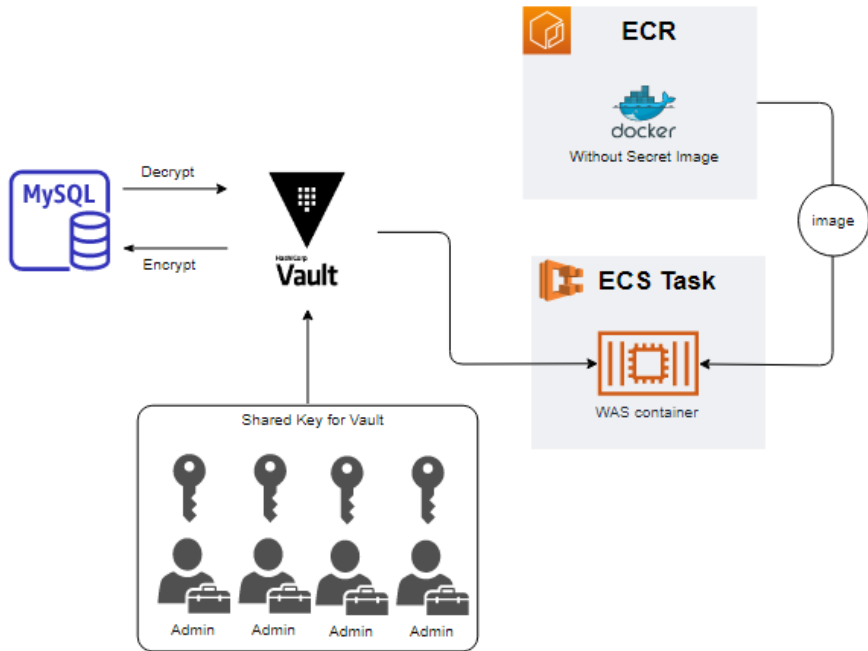 ECR
docker
Without Secret Image
Decrypt
MySQL
Encrypt
HashiCorp
Vault
image
ECS Task
WAS container
Shared Key for Vault
Admin
Admin
Admin
Admin